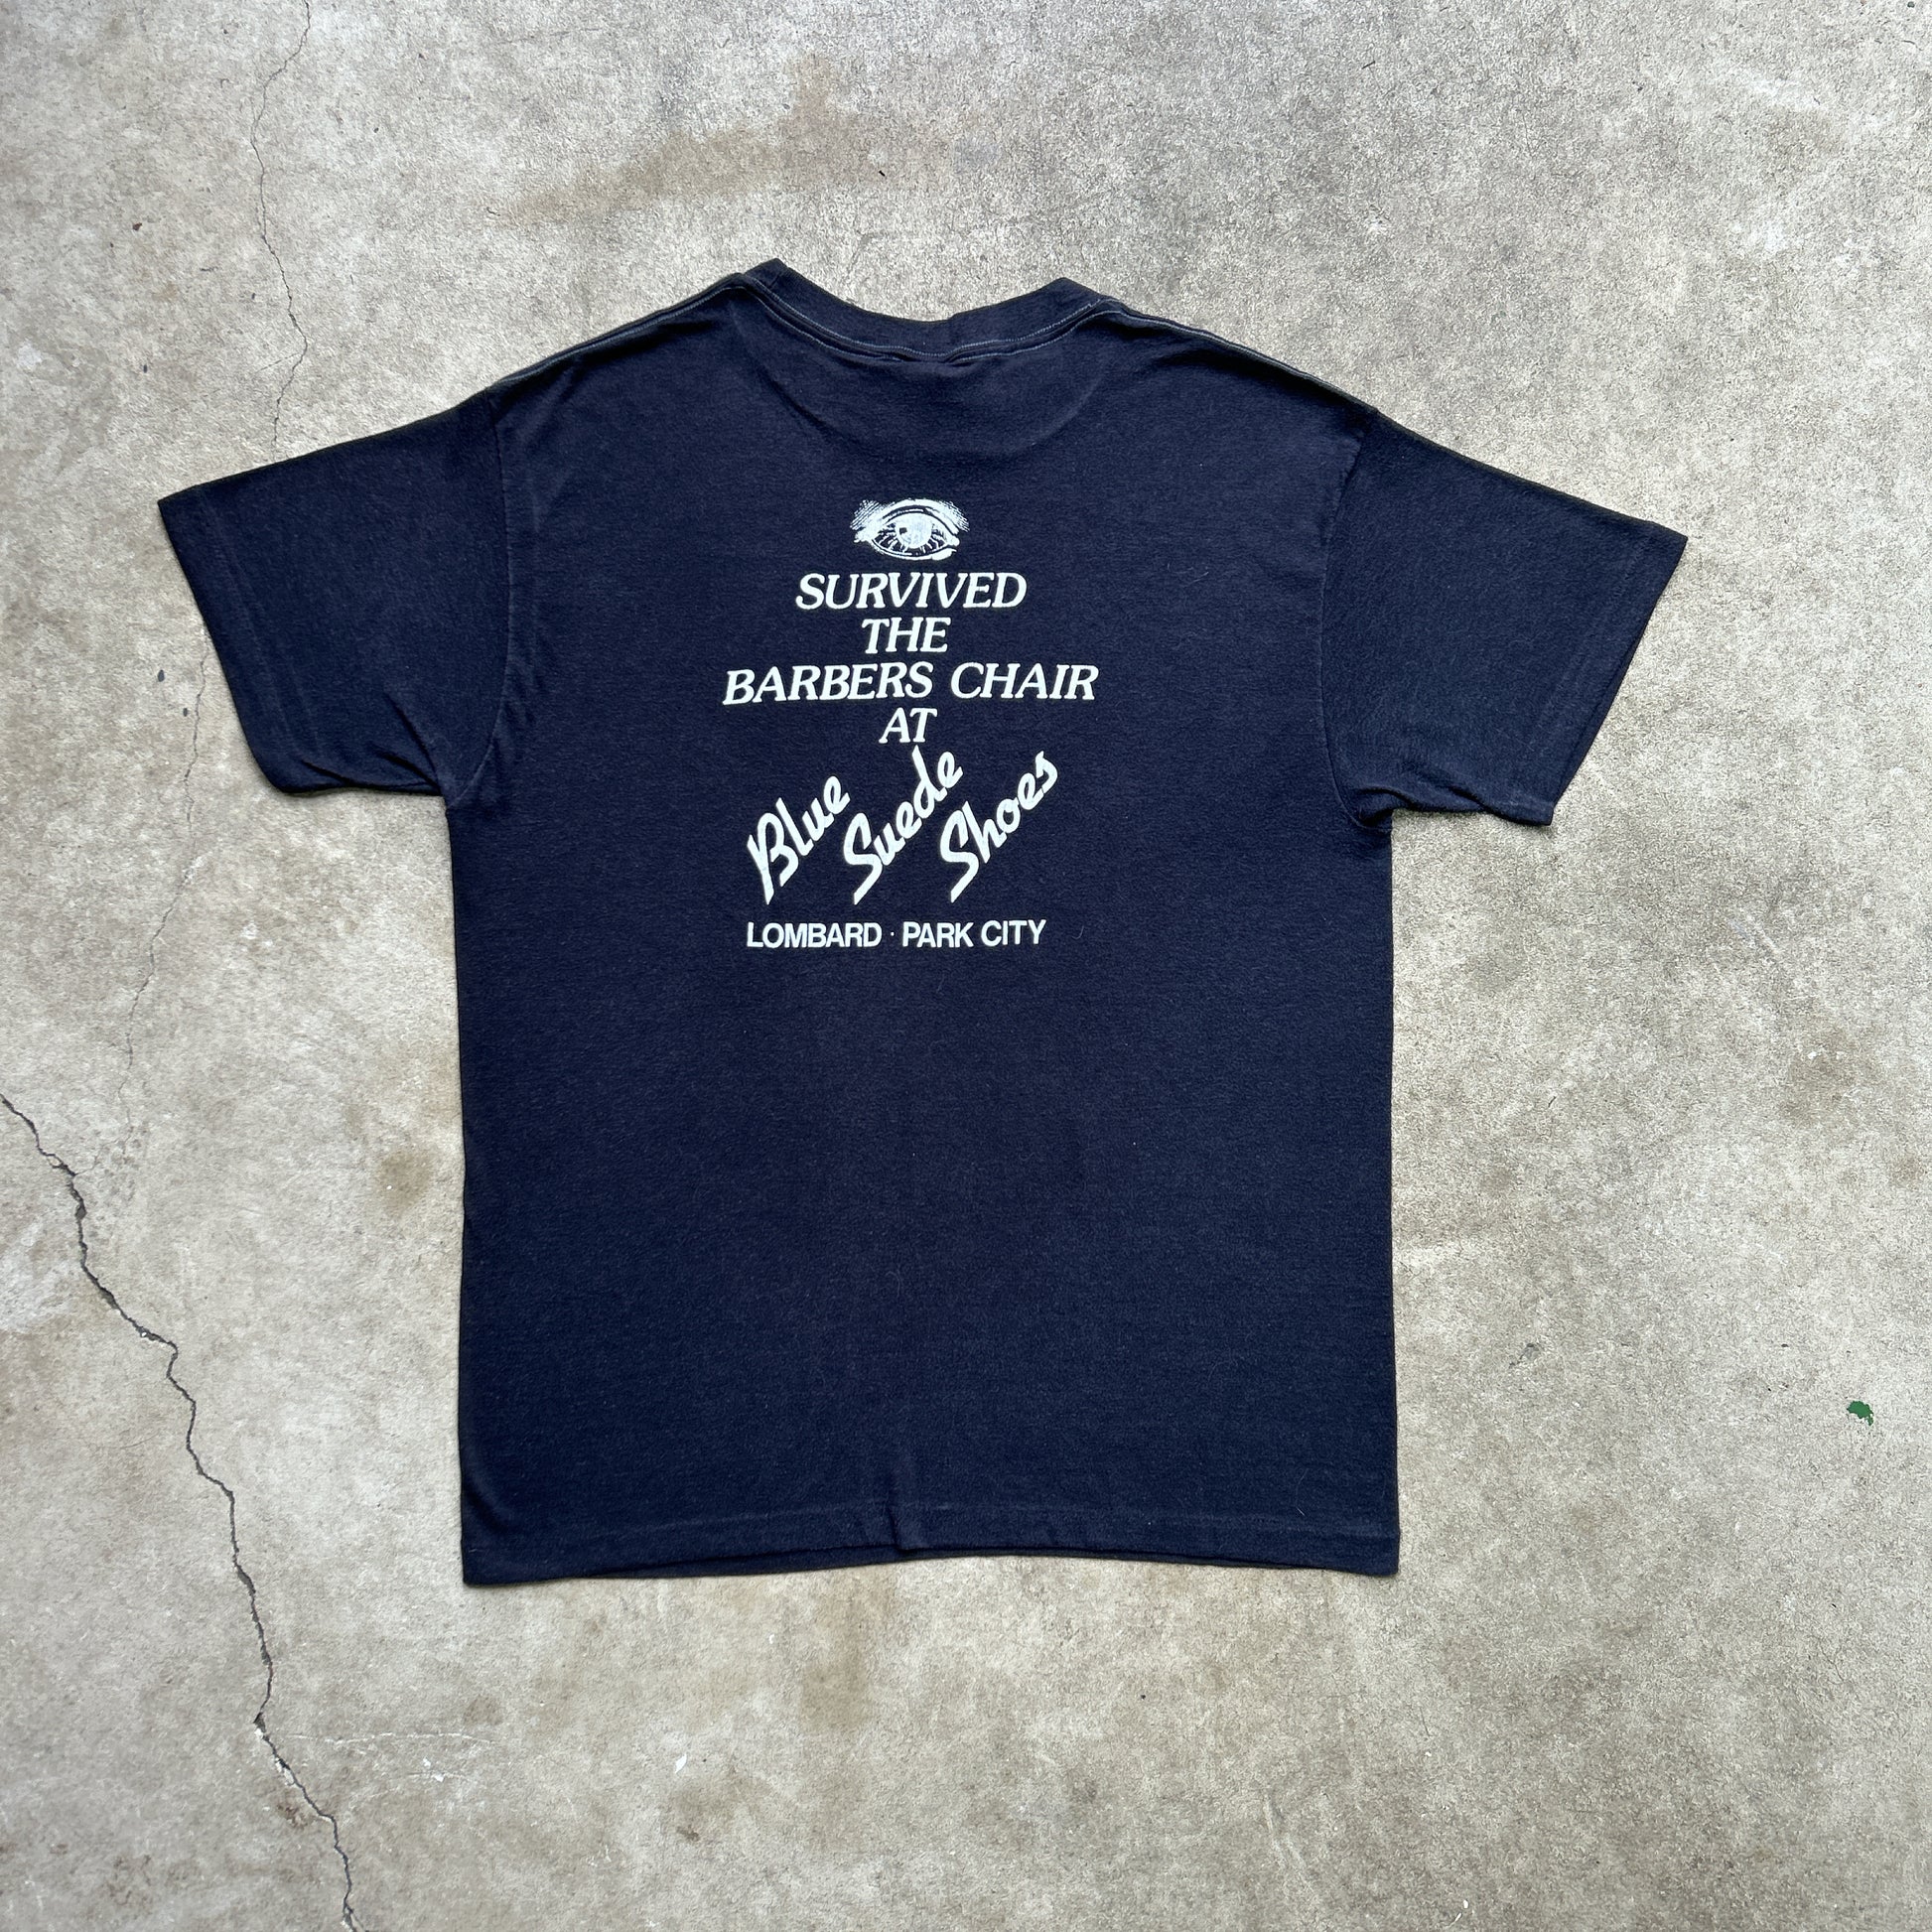 SURVIVED
THE
BARBERS CHAIR
AT
Blue Suede Shoes
LOMBARD · PARK CITY